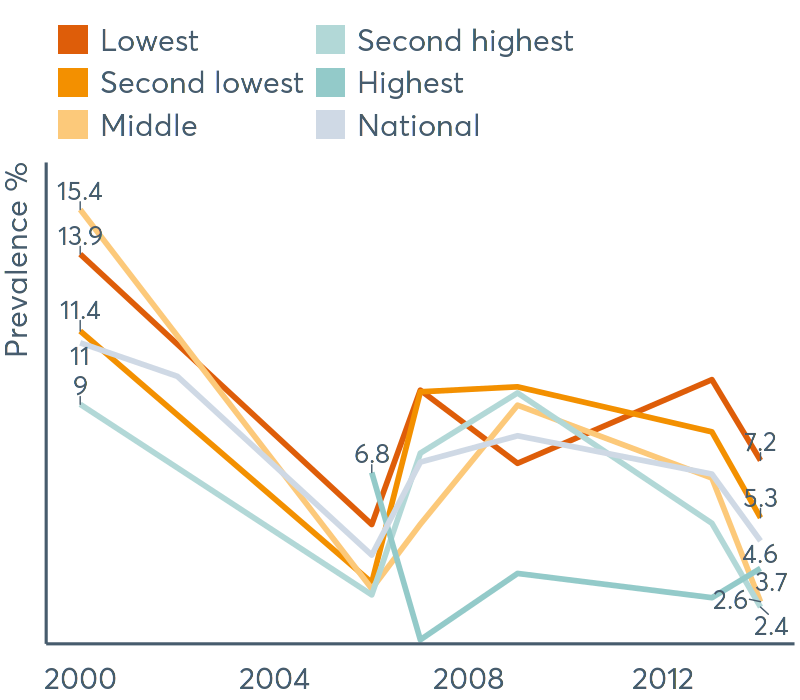 Lowest
Second lowest
Middle
Second highest
Highest
National
Prevalence %
15.4
13.9
11.4
11
9
6.8
7.2
5.3
4.6
3.7
2.6
2.4
2000 2004 2008 2012